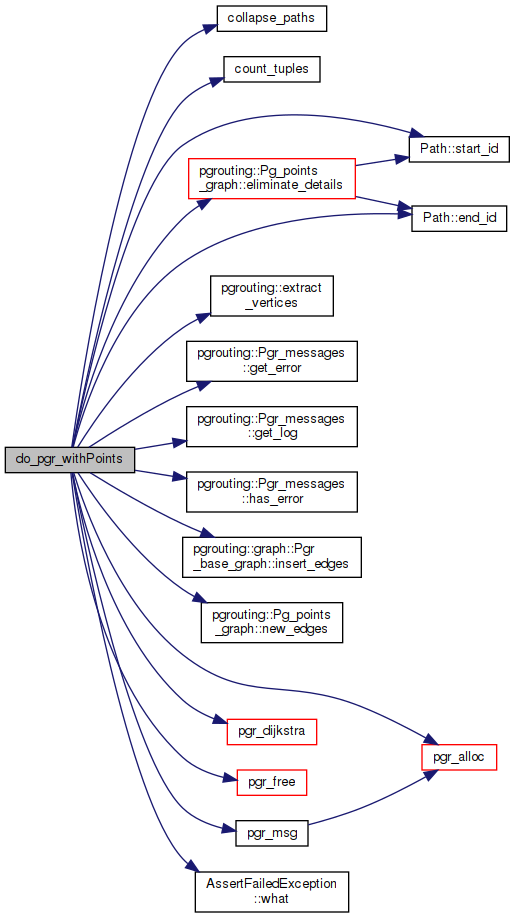 collapse_paths
count_tuples
Path::start_id
pgrouting::Pg_points
_graph::eliminate_details
Path::end_id
pgrouting::extract
_vertices
pgrouting::Pgr_messages
::get_error
pgrouting::Pgr_messages
::get_log
do_pgr_withPoints
pgrouting::Pgr_messages
::has_error
pgrouting::graph::Pgr
_base_graph::insert_edges
pgrouting::Pg_points
_graph::new_edges
pgr_dijkstra
pgr_alloc
pgr_free
pgr_msg
AssertFailedException
::what